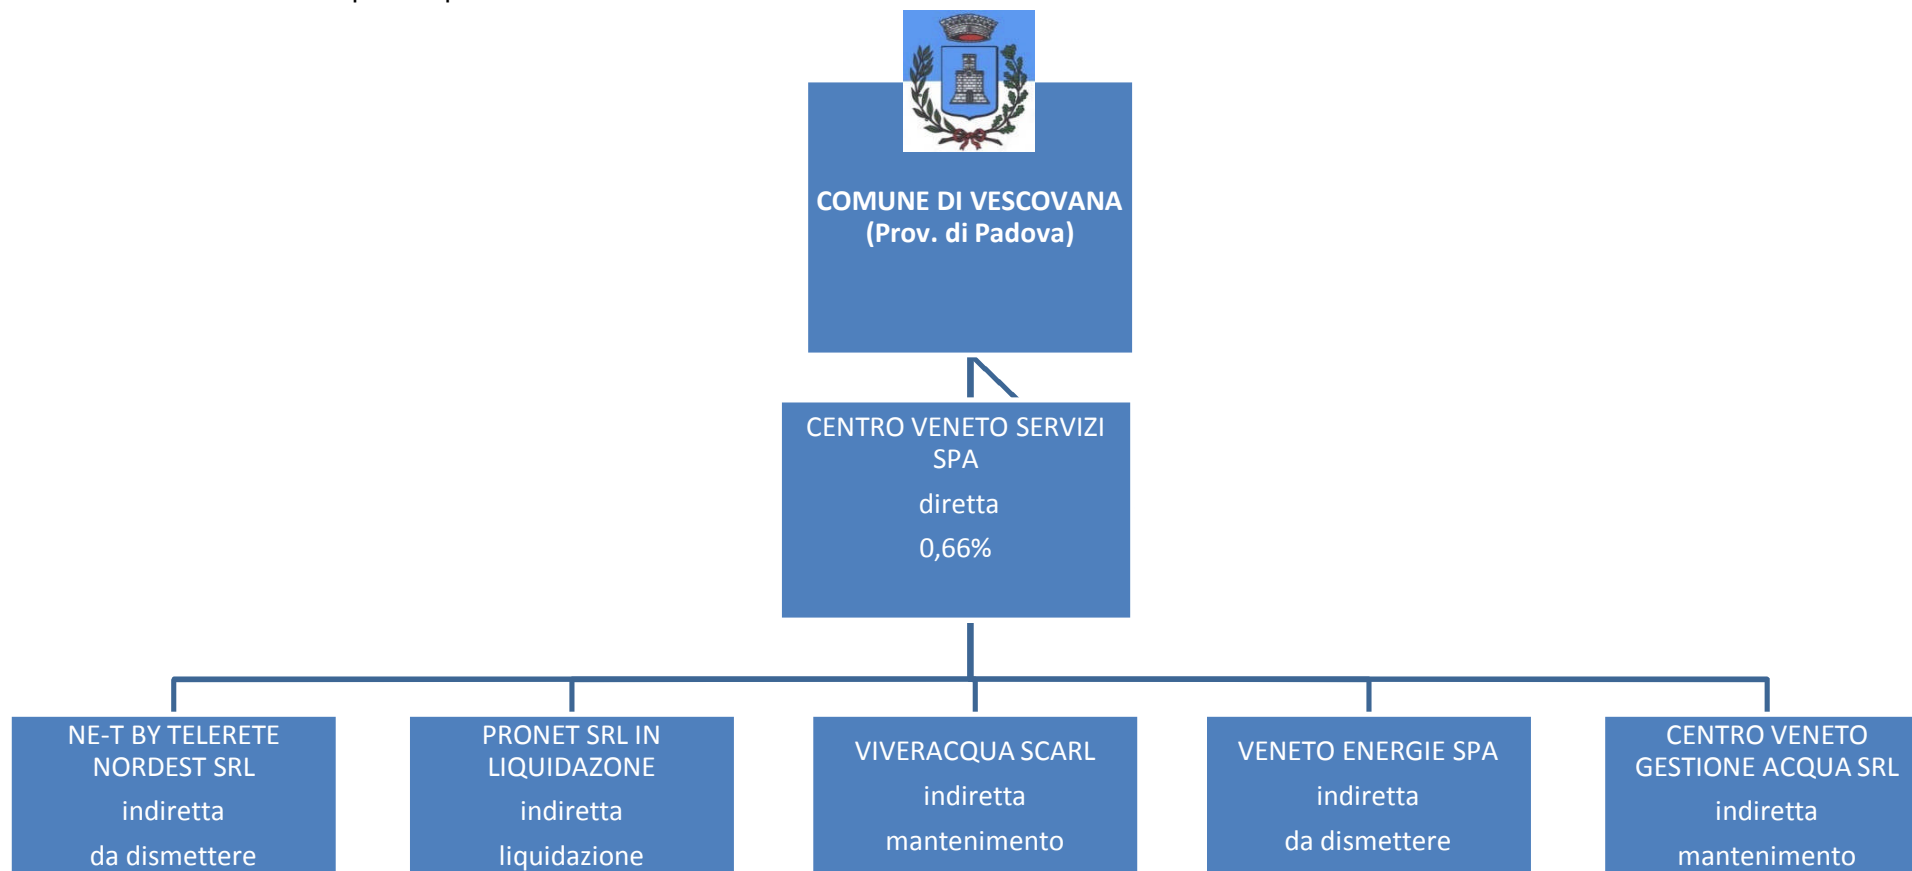 COMUNE DI VESCOVANA
(Prov. di Padova)
CENTRO VENETO SERVIZI
SPA
diretta
0,66%
NE-T BY TELERETE
NORDEST SRL
indiretta
da dismettere
PRONET SRL IN
LIQUIDAZONE
indiretta
liquidazione
VIVERACQUA SCARL
indiretta
mantenimento
VENETO ENERGIE SPA
indiretta
da dismettere
CENTRO VENETO
GESTIONE ACQUA SRL
indiretta
mantenimento